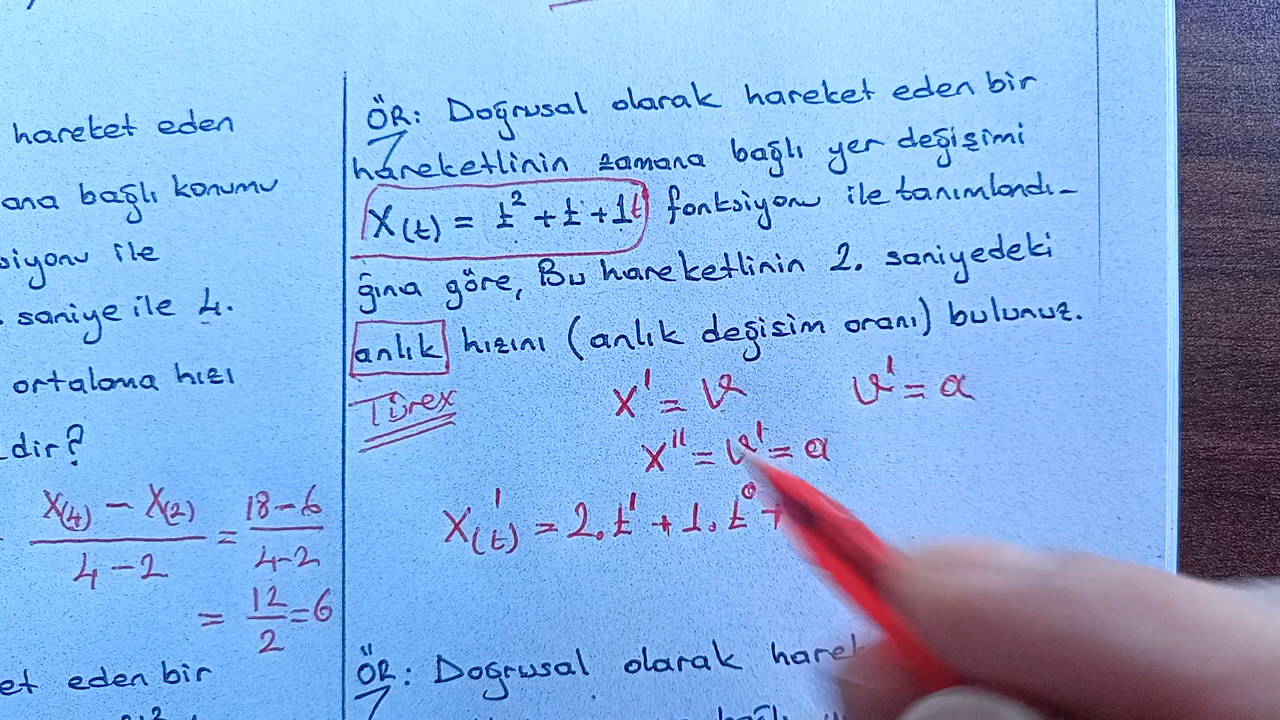 hareket eden
ana bağlı konumu
siyonu ile
saniye ile 4.
ortalama hızı
dir?
X(4) - X(2) / 4-2 = 18-6 / 4-2
= 12/2 = 6
et eden bir
ÖR: Doğrusal olarak hareket eden bir
hareketlinin zamana bağlı yer değişimi
X(t) = t² + t + 1t fonksiyonu ile tanımlandı-
ğına göre, Bu hareketlinin 2. saniyedeki
anlık hızını (anlık değişim oranı) bulunuz.
Türev
x' = v v' = a
x'' = v' = a
X'(t) = 2.t¹ + 1.t⁰ +
ÖR: Doğrusal olarak harek